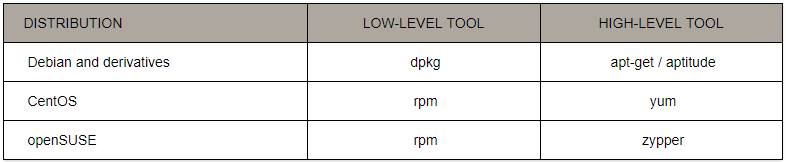 DISTRIBUTION LOW-LEVEL TOOL HIGH-LEVEL TOOL
Debian and derivatives dpkg apt-get / aptitude
CentOS rpm yum
openSUSE rpm zypper